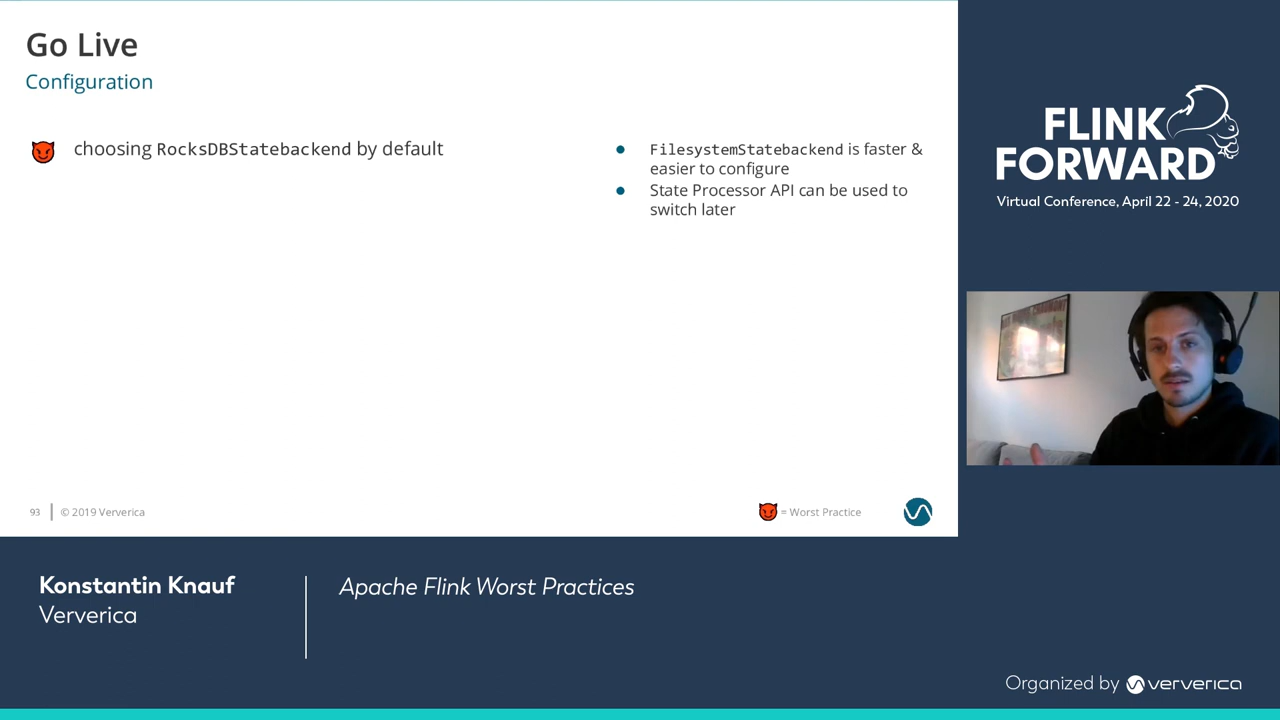 Go Live
Configuration
choosing RocksDBStatebackend by default
FilesystemStatebackend is faster &
easier to configure
State Processor API can be used to
switch later
93
© 2019 Ververica
= Worst Practice
FLINK
FORWARD
Virtual Conference, April 22 - 24, 2020
Konstantin Knauf
Ververica
Apache Flink Worst Practices
Organized by ververica